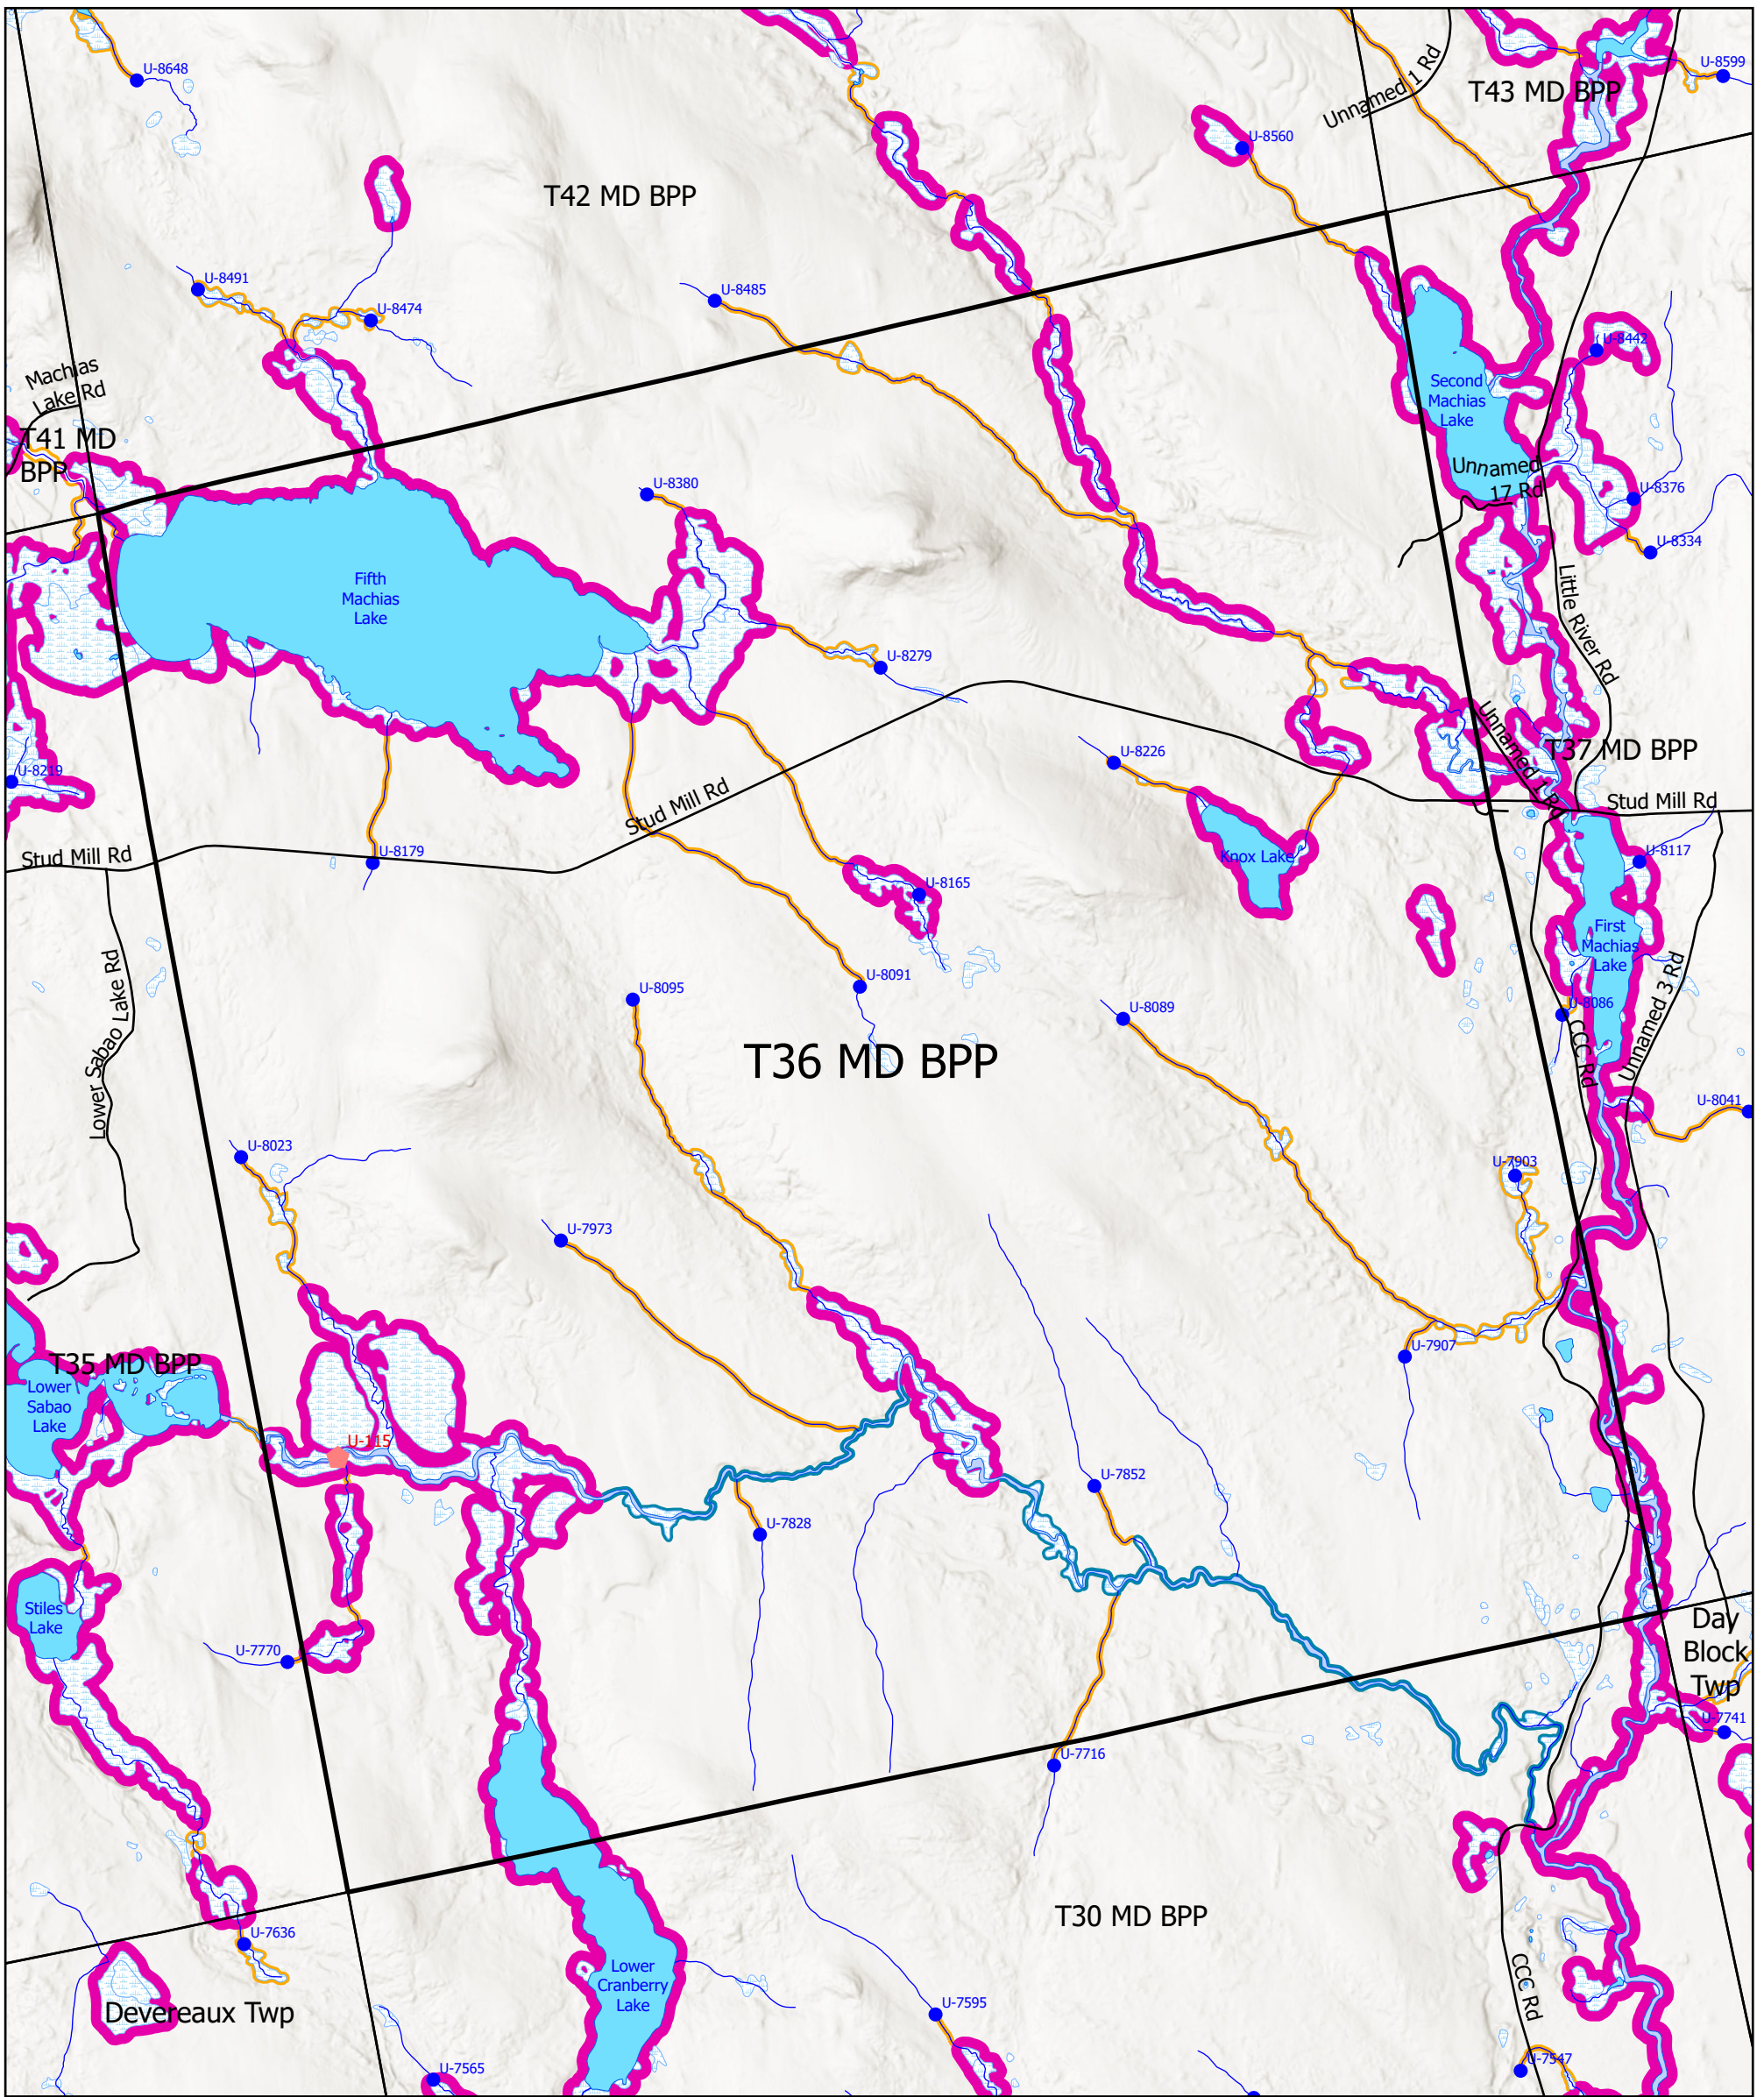 U-8648
Unnamed 1 Rd
T43 MD BPP
U-8599
U-8560
T42 MD BPP
U-8491
U-8485
U-8474
U-8442
Machias
Lake Rd
Second
Machias
Lake
T41 MD
BPP
Unnamed
17 Rd
U-8380
U-8376
U-8334
Fifth
Machias
Lake
Little River Rd
U-8279
U-8226
Unnamed 1 Rd
T37 MD BPP
U-8219
Stud Mill Rd
Stud Mill Rd
Stud Mill Rd
U-8179
Knox Lake
U-8117
U-8165
First
Machias
Lake
Lower Sabao Lake Rd
U-8091
U-8095
U-8089
U-8086
CCC Rd
Unnamed 3 Rd
T36 MD BPP
U-8041
U-8023
U-7903
U-7973
U-7907
T35 MD BPP
Lower
Sabao
Lake
U-115
U-7852
U-7828
Stiles
Lake
U-7770
Day
Block
Twp
U-7741
U-7716
T30 MD BPP
U-7636
Lower
Cranberry
Lake
CCC Rd
Devereaux Twp
U-7595
U-7565
U-7547